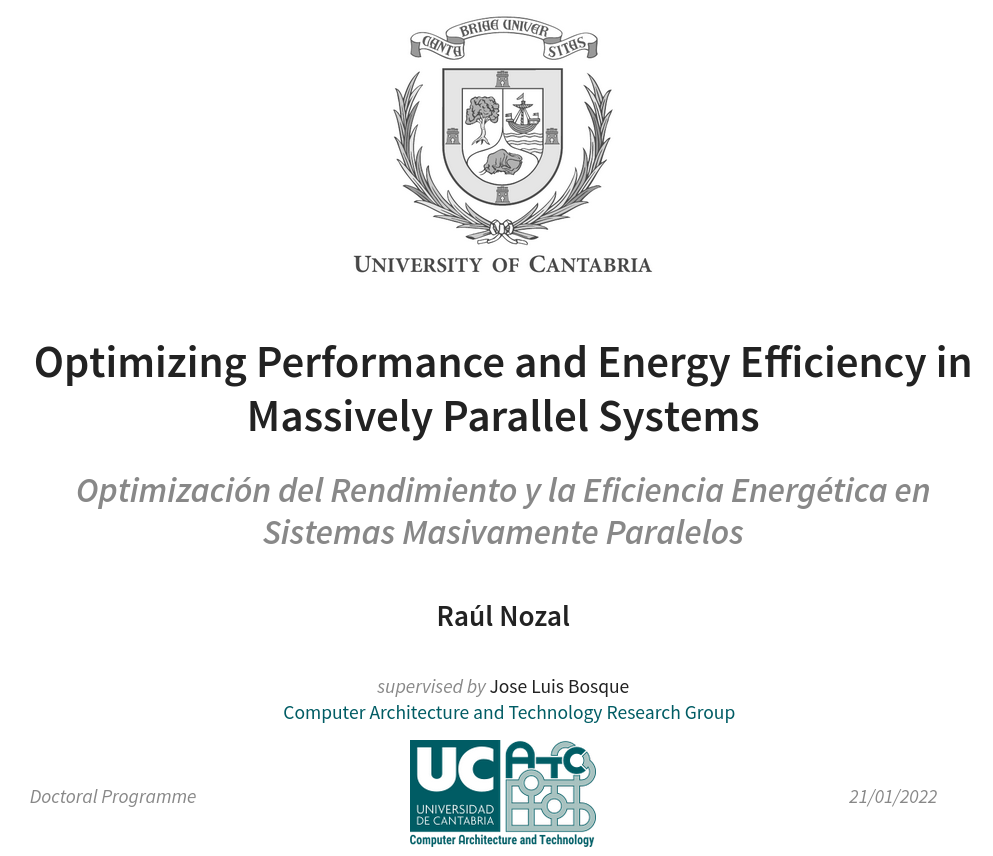 CANTA BRIAE UNIVER SITAS
UNIVERSITY OF CANTABRIA
Optimizing Performance and Energy Efficiency in
Massively Parallel Systems
Optimización del Rendimiento y la Eficiencia Energética en
Sistemas Masivamente Paralelos
Raúl Nozal
supervised by Jose Luis Bosque
Computer Architecture and Technology Research Group
UC ATC
UNIVERSIDAD
DE CANTABRIA
Computer Architecture and Technology
Doctoral Programme
21/01/2022